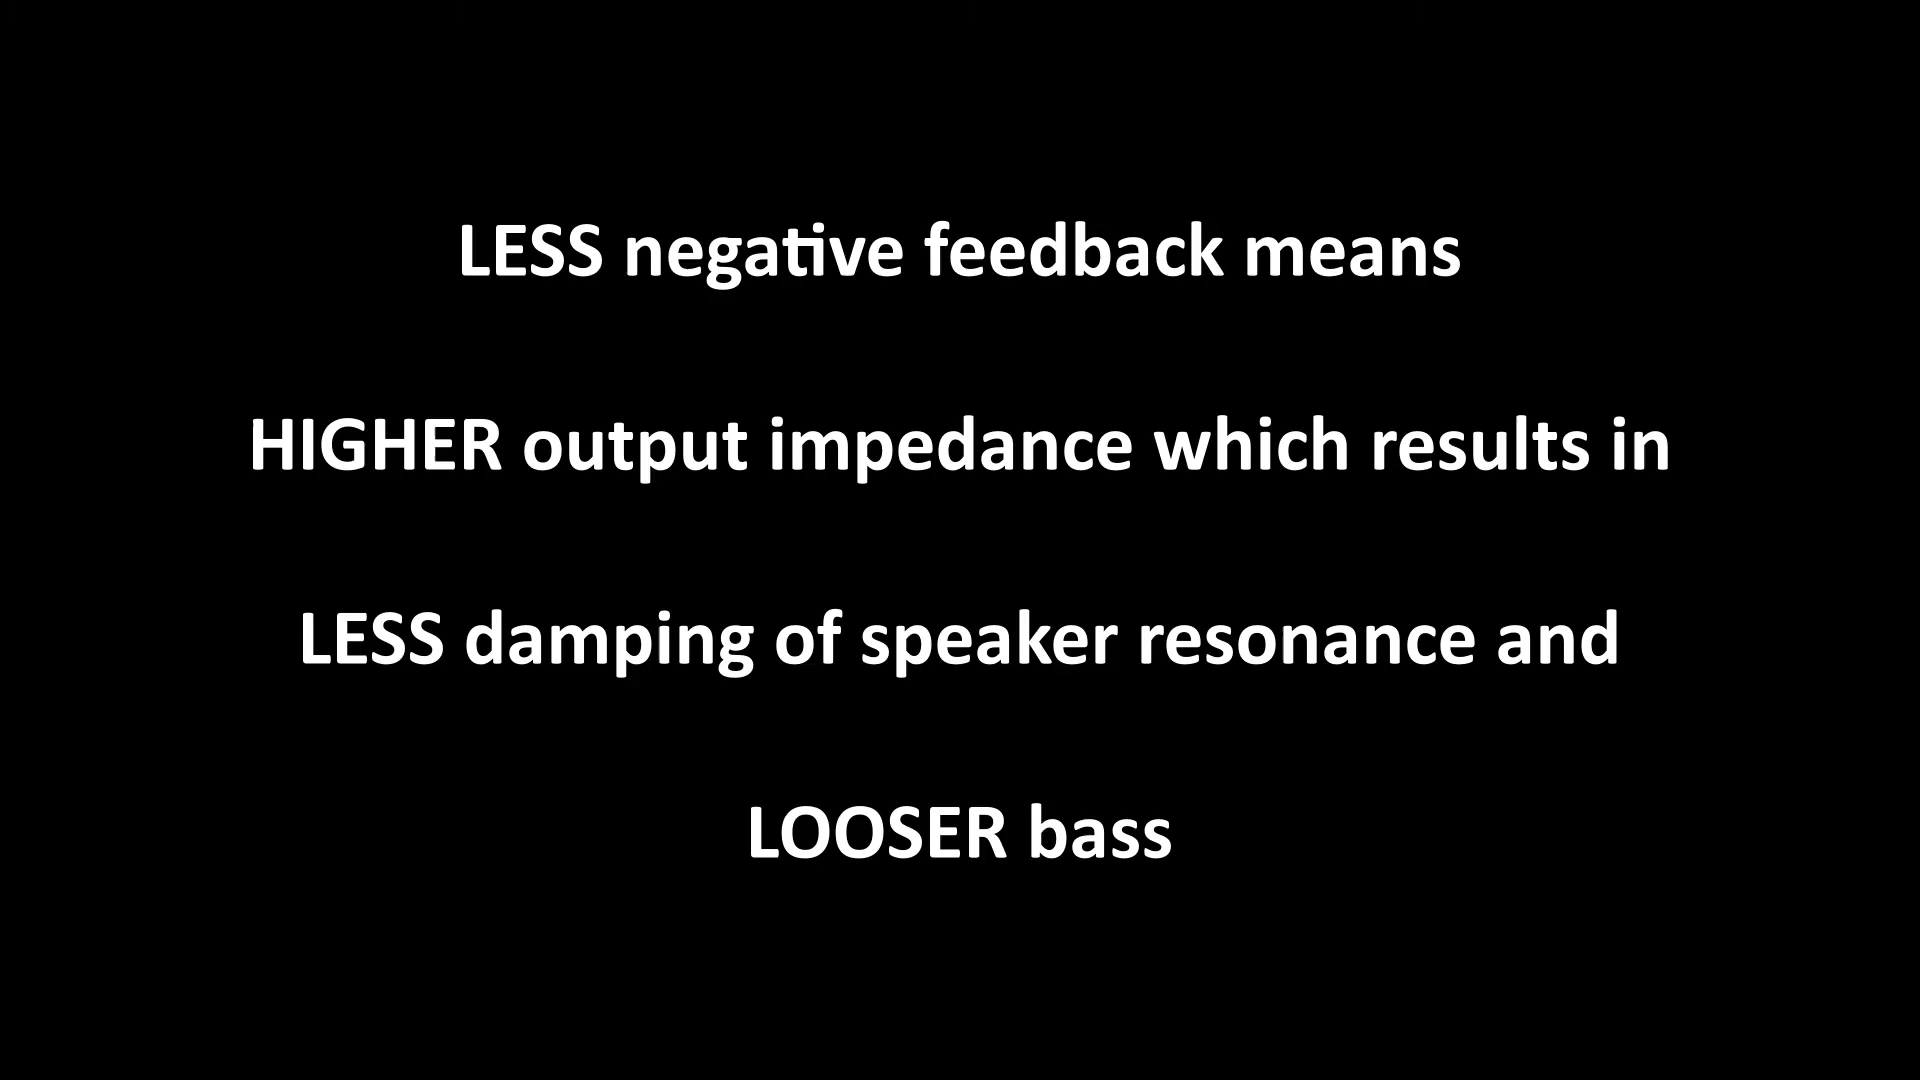 LESS negative feedback means
HIGHER output impedance which results in
LESS damping of speaker resonance and
LOOSER bass